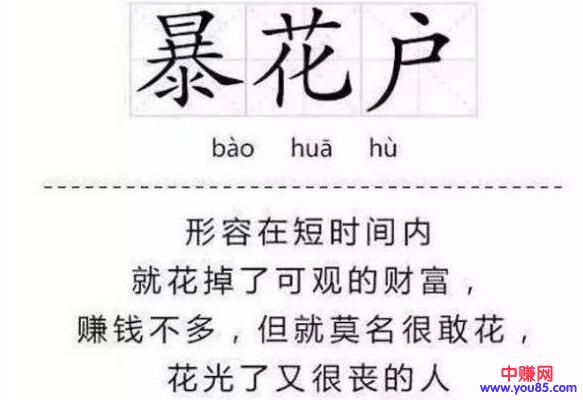 暴花户
bào huā hù
形容在短时间内
就花掉了可观的财富，
赚钱不多，但就莫名很敢花，
花光了又很丧的人
中赚网
www.you85.com